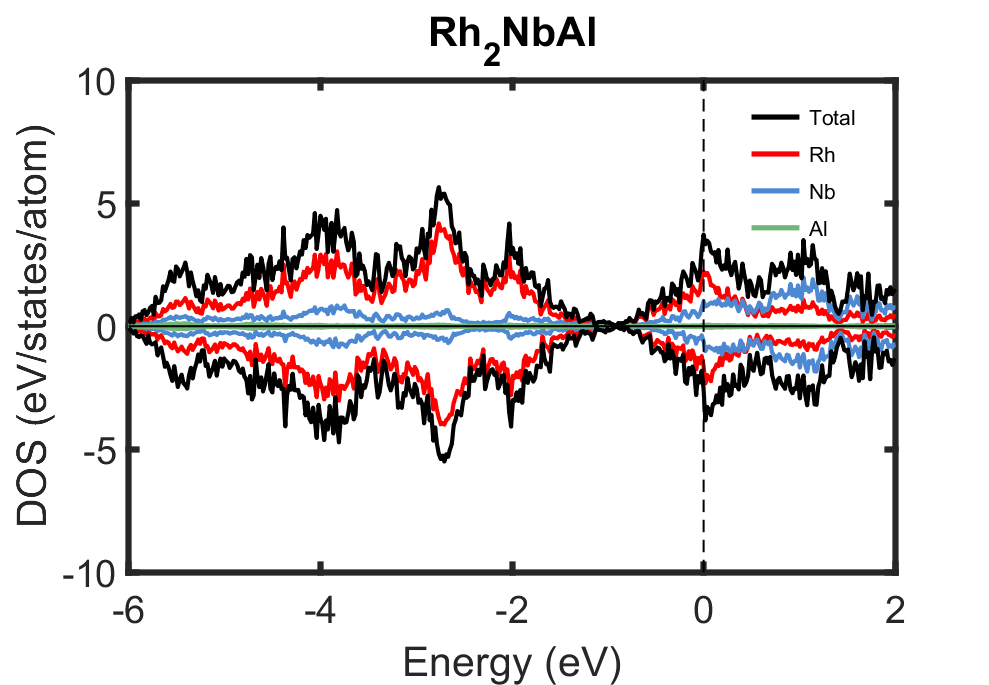 Rh2NbAl
10
5
0
-5
-10
DOS (eV/states/atom)
Total
Rh
Nb
Al
-6 -4 -2 0 2
Energy (eV)